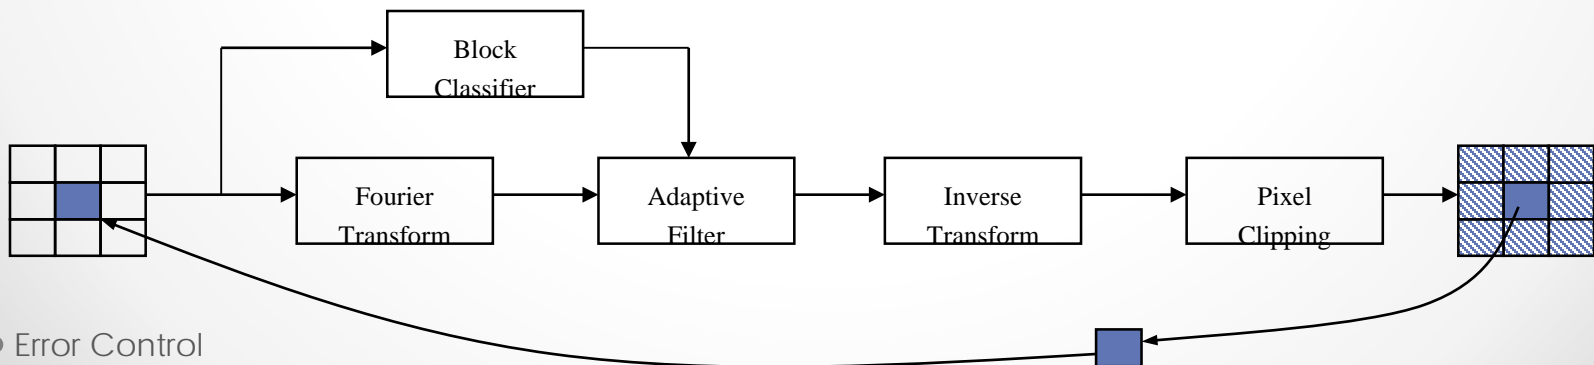 Block
Classifier
Fourier
Transform
Adaptive
Filter
Inverse
Transform
Pixel
Clipping
Error Control